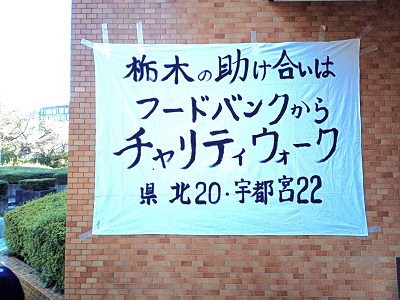 栃木の助け合いは
フードバンクから
チャリティウォーク
県北20・宇都宮22